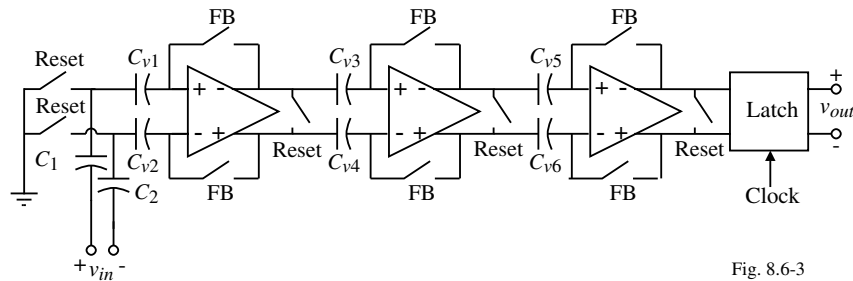 FB FB FB
Reset C_{v1} C_{v3} C_{v5}
+ - + - + - +
Reset Latch v_{out}
- + - + - + -
C_1 C_{v2} Reset C_{v4} Reset C_{v6} Reset
C_2 FB FB FB Clock
+ v_{in} -
Fig. 8.6-3